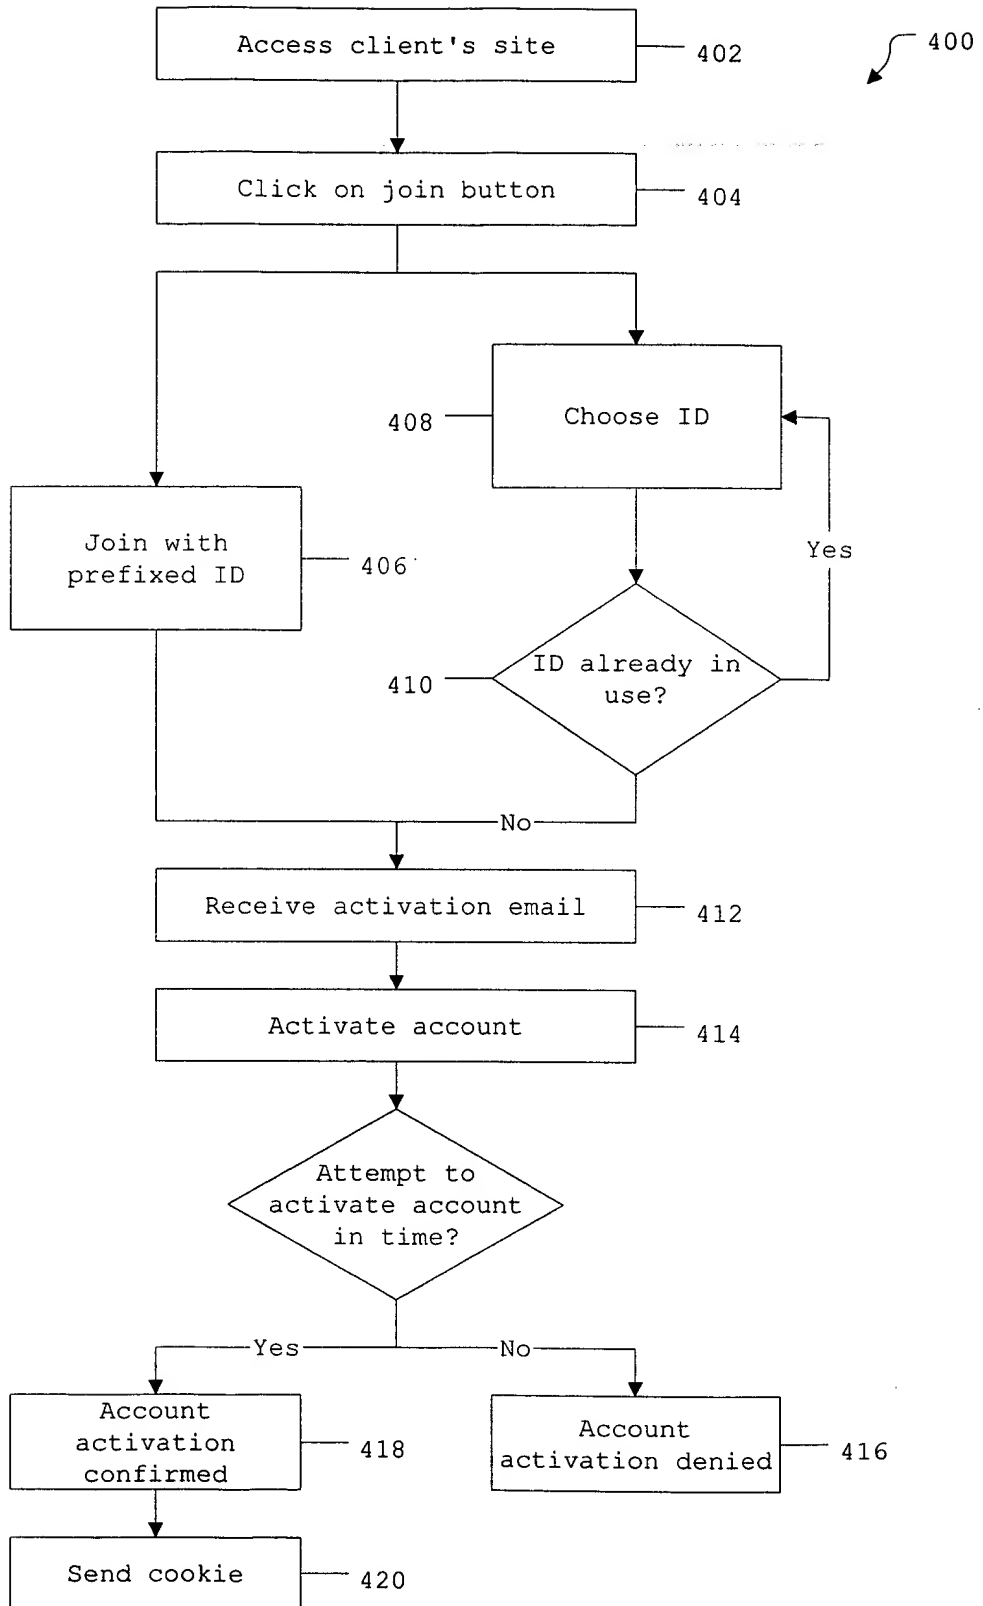 Access client's site
402
400
Click on join button
404
Choose ID
408
Join with
prefixed ID
406
Yes
ID already in
use?
410
No
Receive activation email
412
Activate account
414
Attempt to
activate account
in time?
Yes
No
Account
activation
confirmed
418
Account
activation denied
416
Send cookie
420